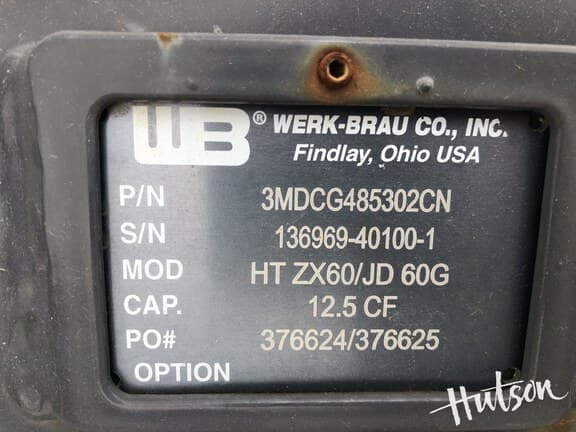 WB® WERK-BRAU CO., INC.
Findlay, Ohio USA
P/N 3MDCG485302CN
S/N 136969-40100-1
MOD HT ZX60/JD 60G
CAP. 12.5 CF
PO# 376624/376625
OPTION
Hutson